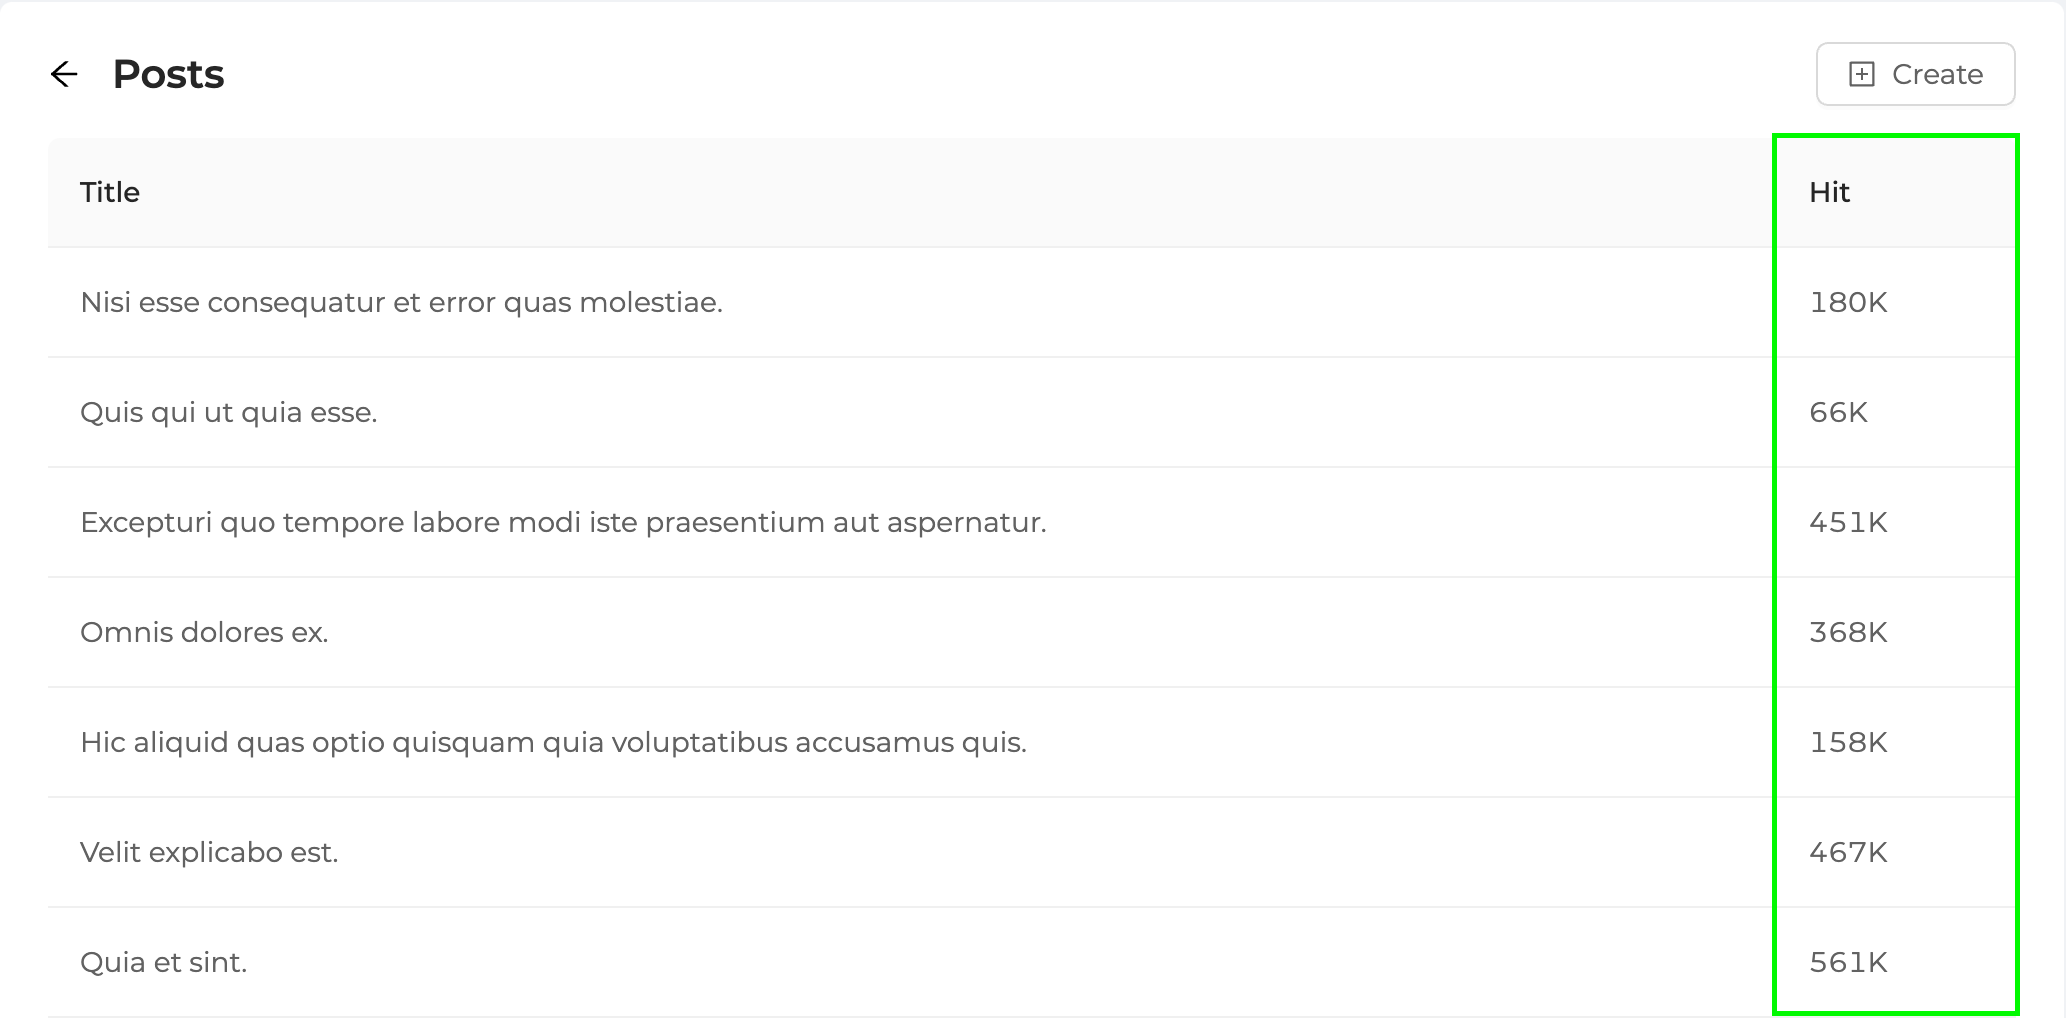 Posts
Create
Title Hit
Nisi esse consequatur et error quas molestiae. 180K
Quis qui ut quia esse. 66K
Excepturi quo tempore labore modi iste praesentium aut aspernatur. 451K
Omnis dolores ex. 368K
Hic aliquid quas optio quisquam quia voluptatibus accusamus quis. 158K
Velit explicabo est. 467K
Quia et sint. 561K